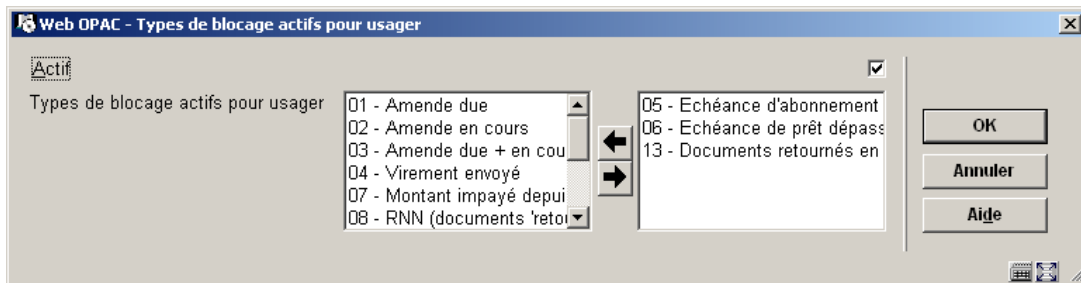 Web OPAC - Types de blocage actifs pour usager
Actif
Types de blocage actifs pour usager
01 - Amende due
02 - Amende en cours
03 - Amende due + en cou
04 - Virement envoyé
07 - Montant impayé depui
08 - RNN (documents 'retou
05 - Echéance d'abonnement
06 - Echéance de prêt dépass
13 - Documents retournés en
OK
Annuler
Aide